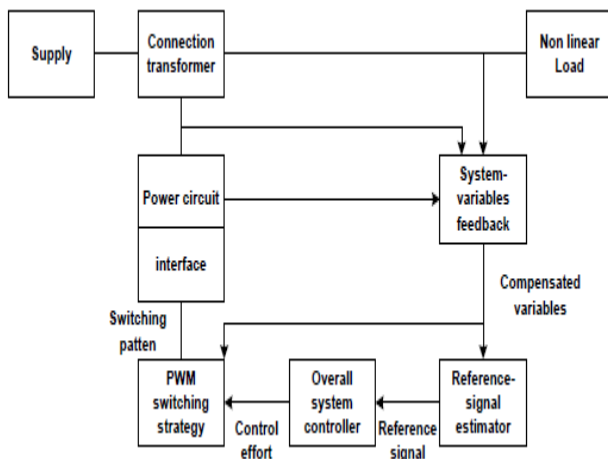 Supply
Connection
transformer
Non linear
Load
Power circuit
interface
System-
variables
feedback
Compensated
variables
Switching
patten
PWM
switching
strategy
Control
effort
Overall
system
controller
Reference
signal
Reference-
signal
estimator